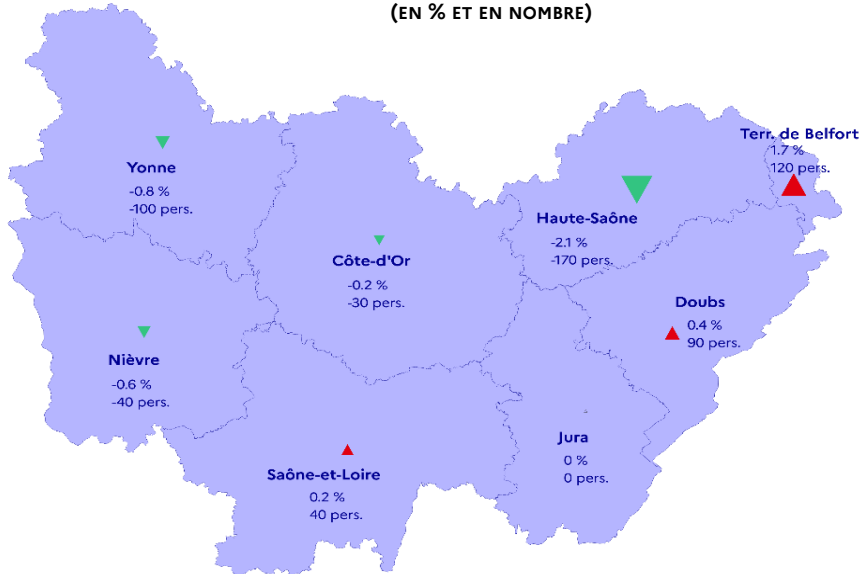 (EN % ET EN NOMBRE)
Terr. de Belfort
1.7 %
120 pers.
Yonne
-0.8 %
-100 pers.
Haute-Saône
-2.1 %
-170 pers.
Côte-d'Or
-0.2 %
-30 pers.
Doubs
0.4 %
90 pers.
Nièvre
-0.6 %
-40 pers.
Jura
0 %
0 pers.
Saône-et-Loire
0.2 %
40 pers.